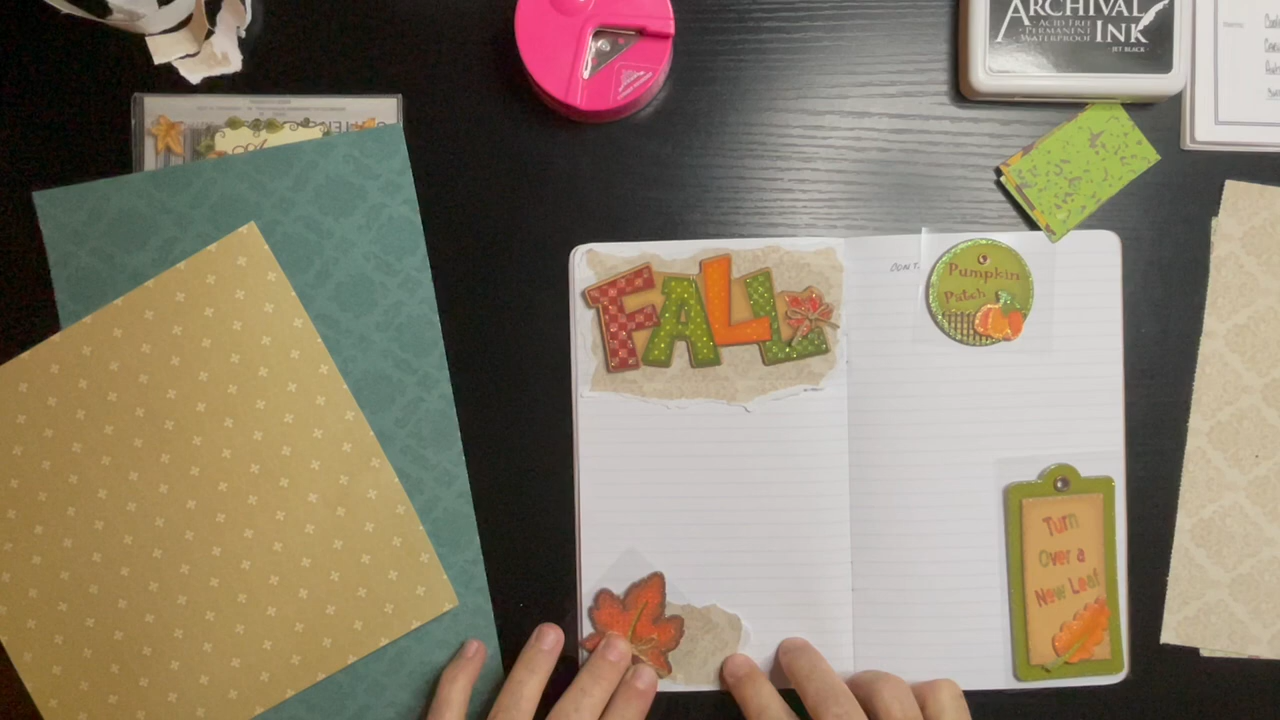 ARCHIVAL
· ACID FREE
· PERMANENT
WATERPROOF
INK
· JET BLACK ·
FALL
Pumpkin
Patch
Turn
Over a
New Leaf